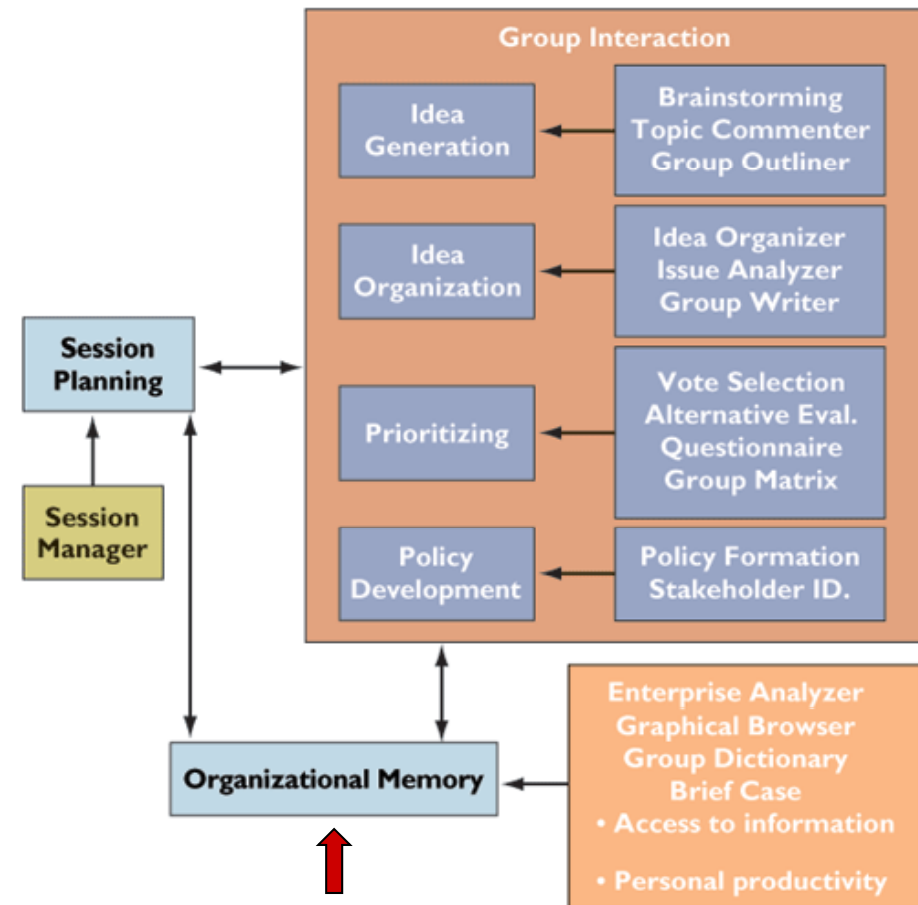 Group Interaction
Idea
Generation
Brainstorming
Topic Commenter
Group Outliner
Idea
Organization
Idea Organizer
Issue Analyzer
Group Writer
Session
Planning
Prioritizing
Vote Selection
Alternative Eval.
Questionnaire
Group Matrix
Session
Manager
Policy
Development
Policy Formation
Stakeholder ID.
Organizational Memory
Enterprise Analyzer
Graphical Browser
Group Dictionary
Brief Case
• Access to information
• Personal productivity